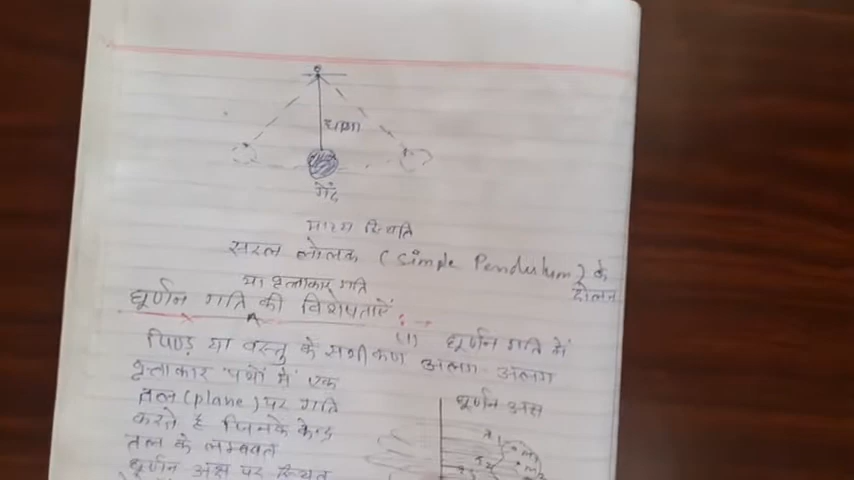 धागा
गेंद
माध्य स्थिति
सरल लोलक (Simple Pendulum) के
दोलन
या वृत्ताकार गति
घूर्णन गति की विशेषताएँ
(1) घूर्णन गति में
पिण्ड या वस्तु के सभी कण अलग अलग
वृत्ताकार पथों में एक
तल (plane) पर गति
करते है जिनके केन्द्र
तल के लम्बवत
घूर्णन अक्ष पर स्थित
घूर्णन अक्ष